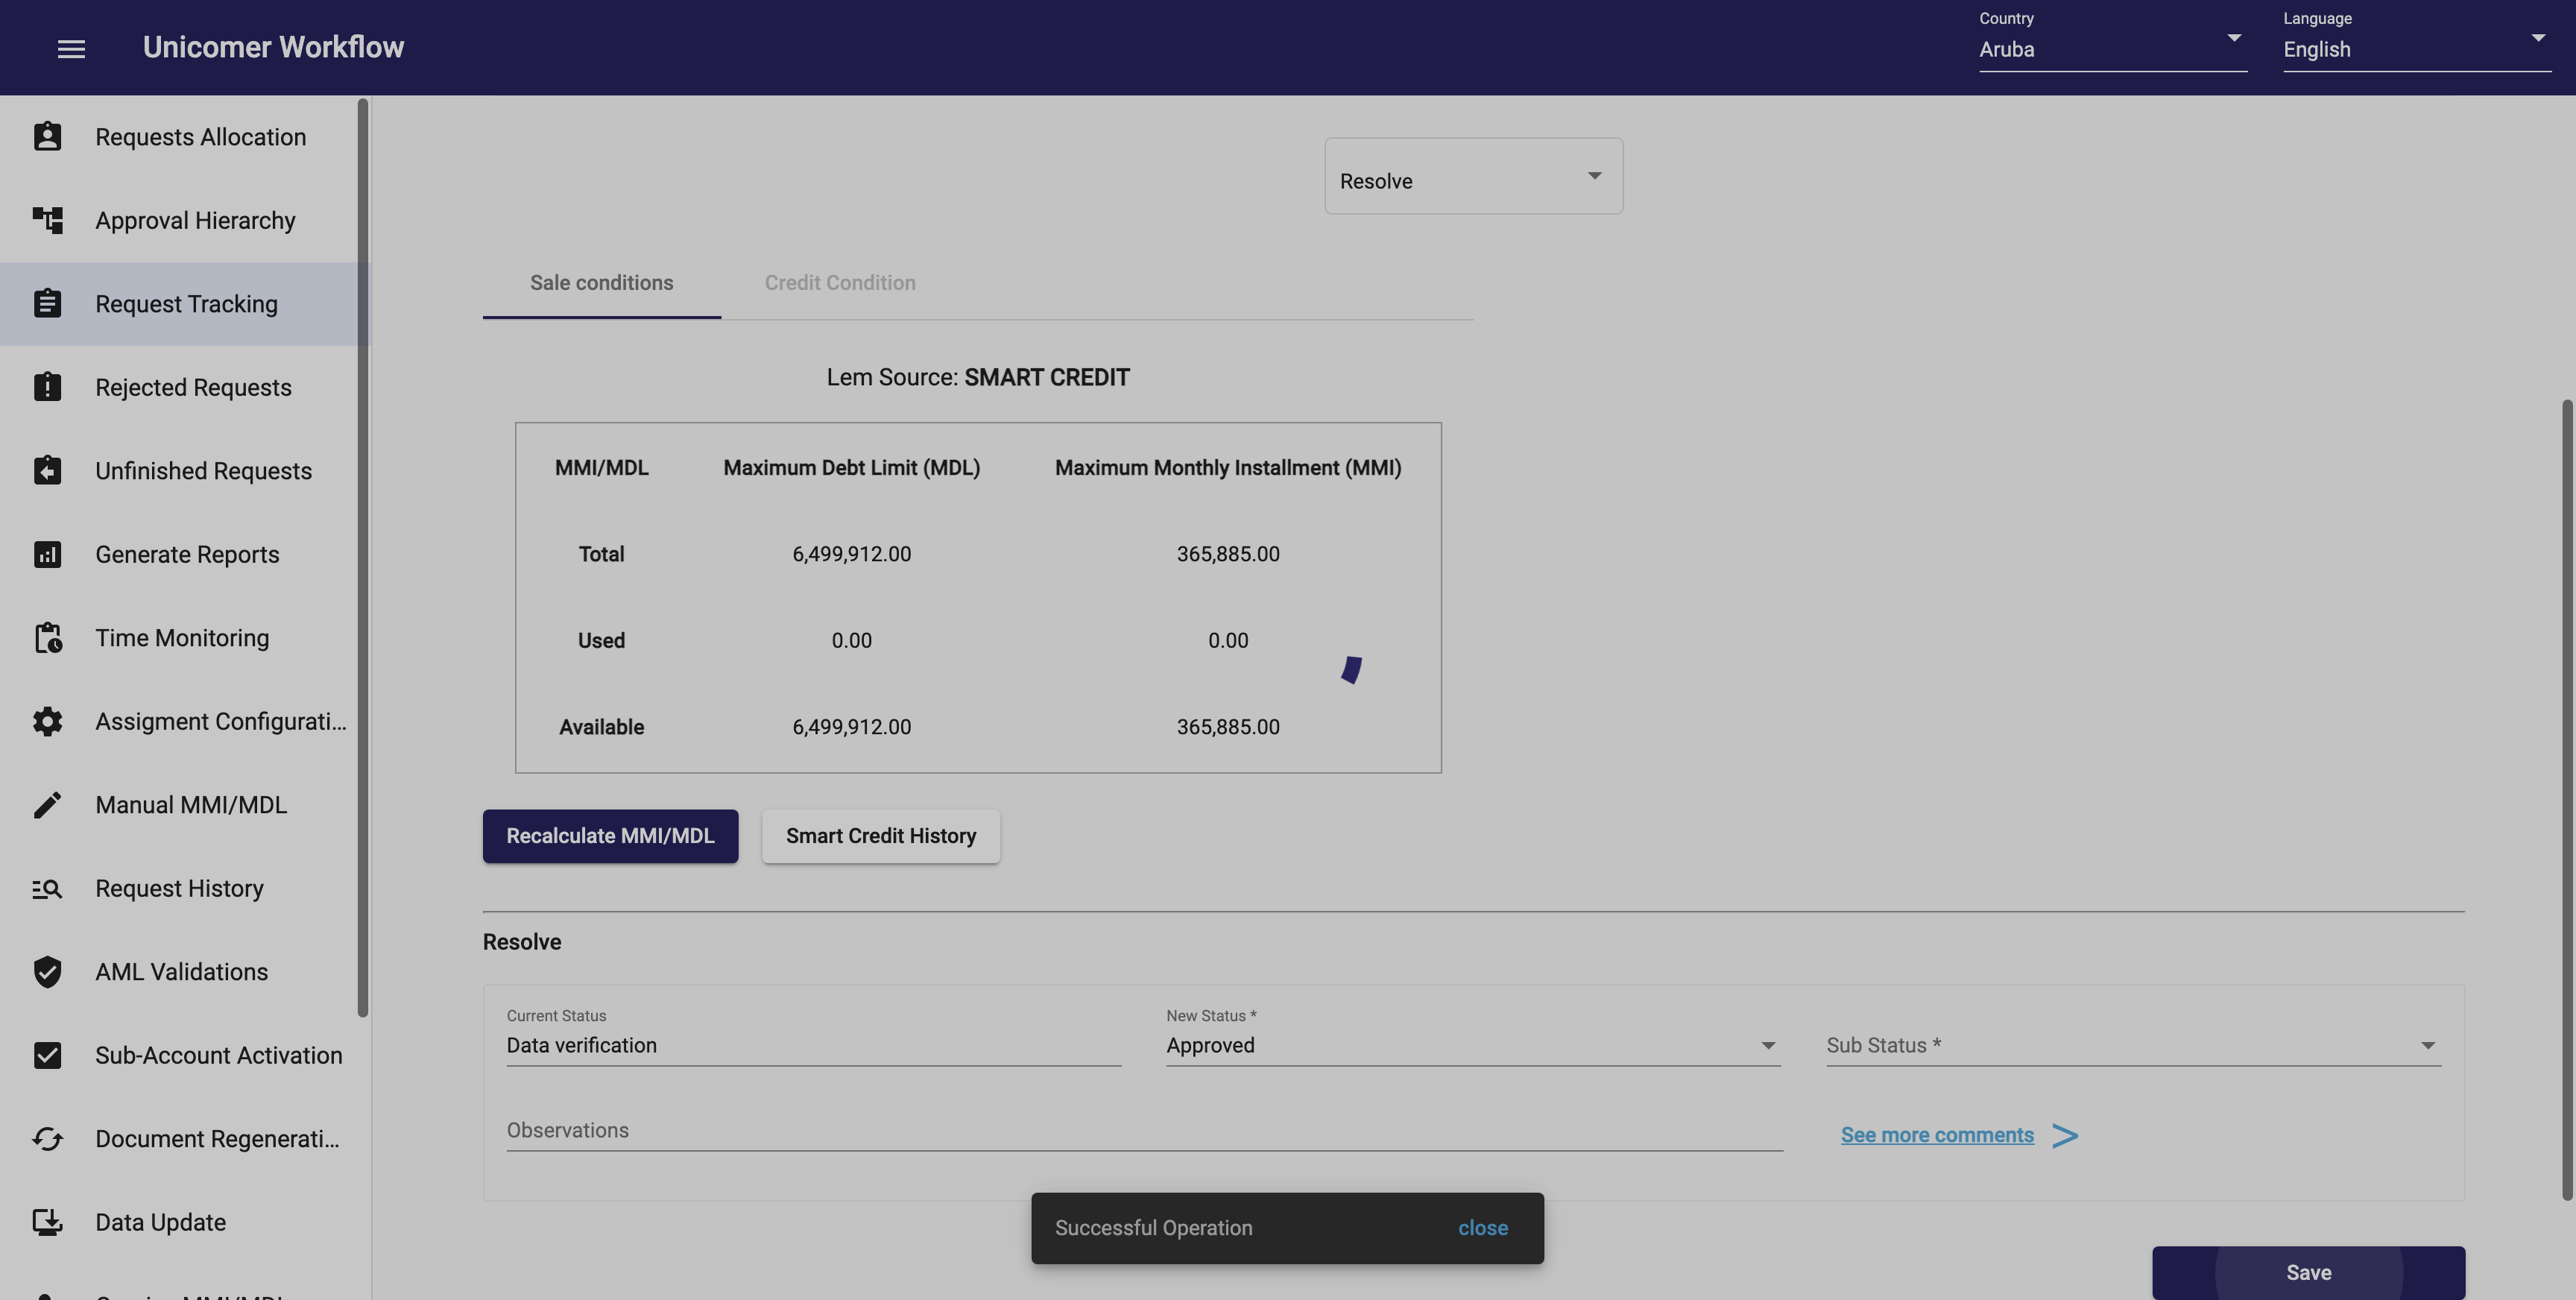 Unicomer Workflow
Country
Aruba
Language
English
Requests Allocation
Approval Hierarchy
Request Tracking
Rejected Requests
Unfinished Requests
Generate Reports
Time Monitoring
Assigment Configurati...
Manual MMI/MDL
Request History
AML Validations
Sub-Account Activation
Document Regenerati...
Data Update
Resolve
Sale conditions
Credit Condition
Lem Source: SMART CREDIT
MMI/MDL Maximum Debt Limit (MDL) Maximum Monthly Installment (MMI)
Total 6,499,912.00 365,885.00
Used 0.00 0.00
Available 6,499,912.00 365,885.00
Recalculate MMI/MDL
Smart Credit History
Resolve
Current Status
Data verification
New Status *
Approved
Sub Status *
Observations
See more comments >
Successful Operation close
Save